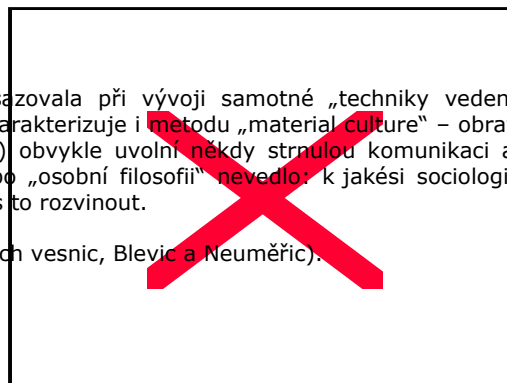 azovala při vývoji samotné „techniky veden
arakterizuje i metodu „material culture“ – obra
) obvykle uvolní někdy strnulou komunikaci a
o „osobní filosofii“ nevedlo: k jakési sociologi
s to rozvinout.
ch vesnic, Blevic a Neuměřic).